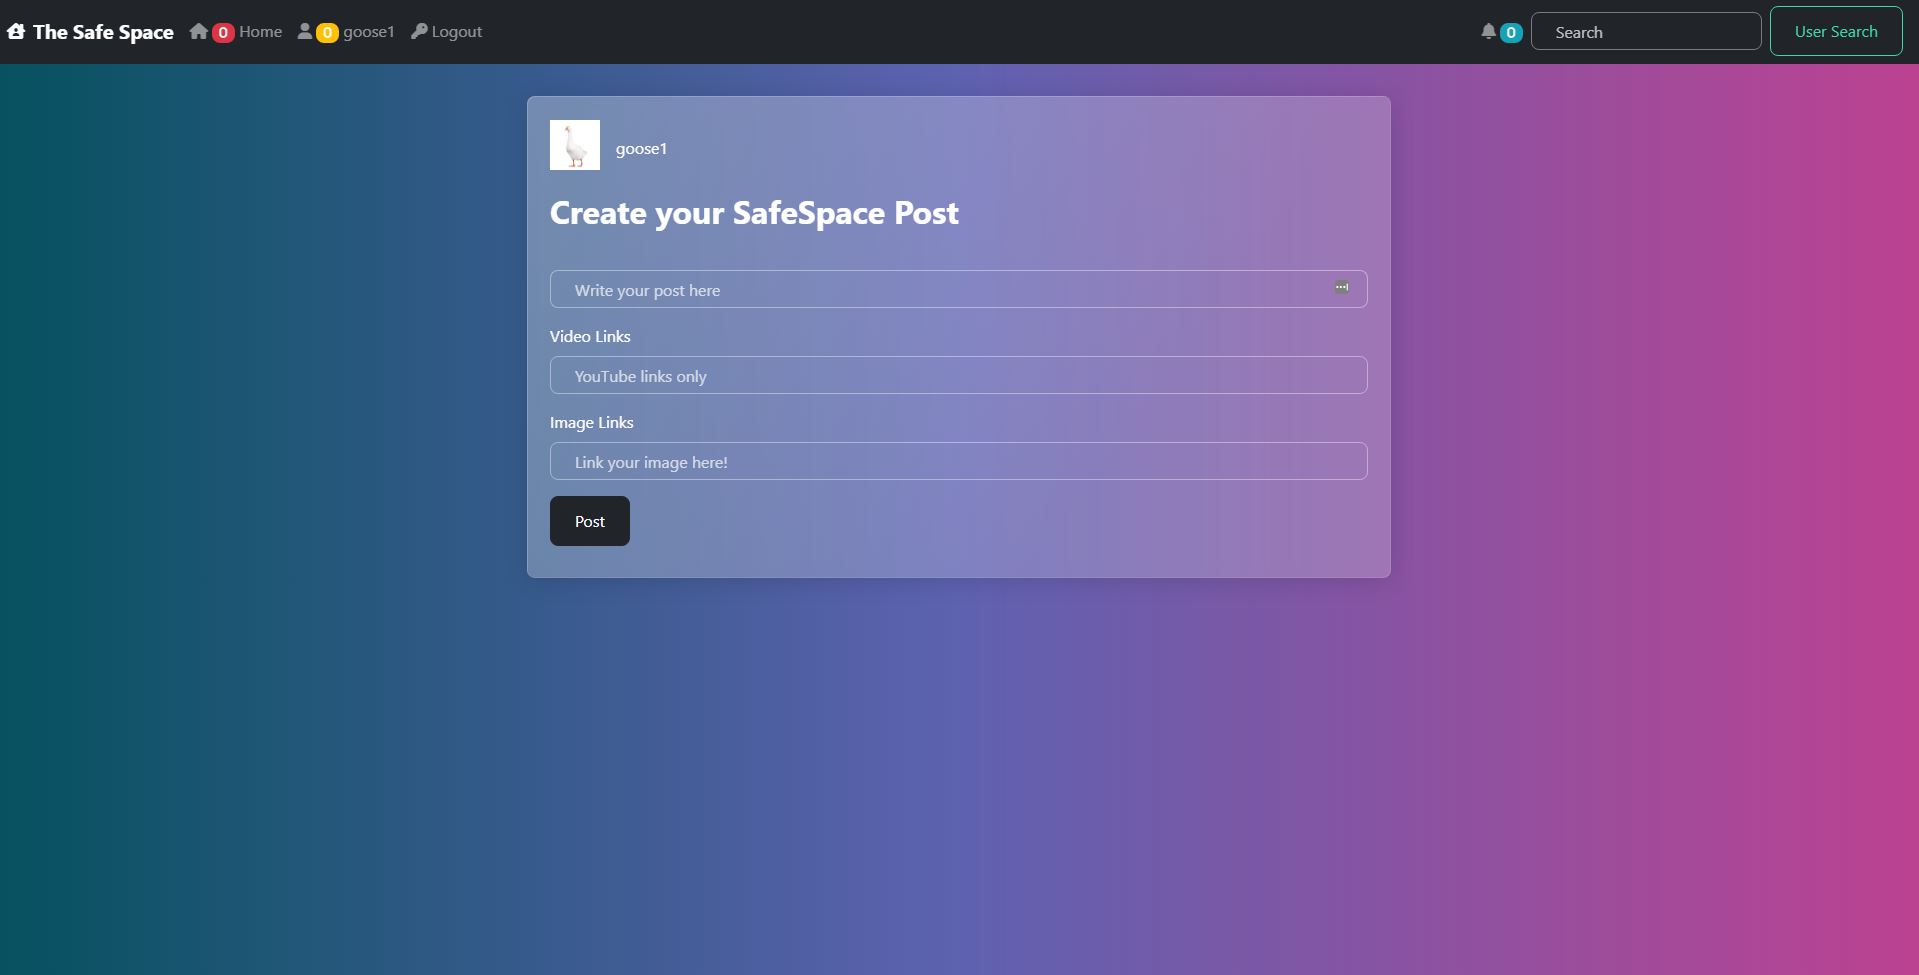 The Safe Space 0 Home 0 goose1 Logout 0 Search User Search
goose1
Create your SafeSpace Post
Write your post here
Video Links
YouTube links only
Image Links
Link your image here!
Post